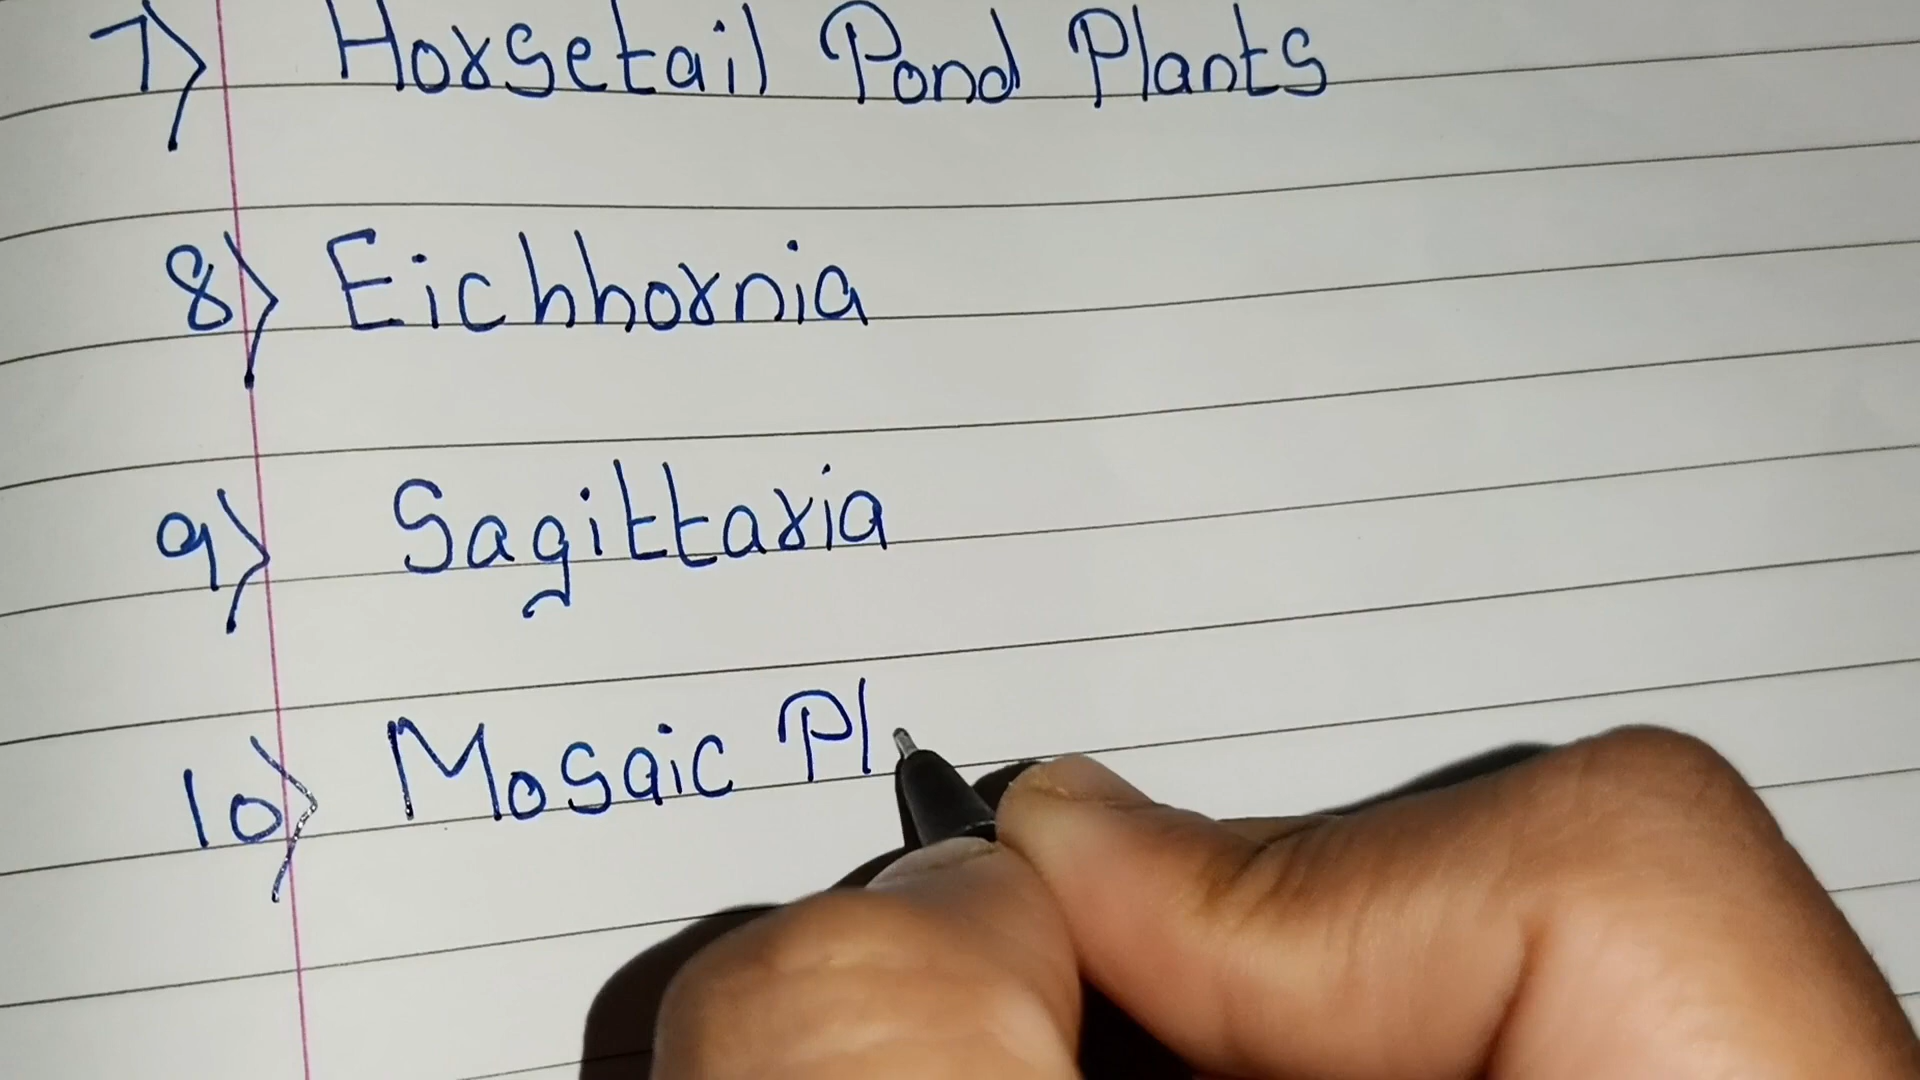 7) Horsetail Pond Plants
8) Eichhornia
9) Sagittaria
10) Mosaic Pl